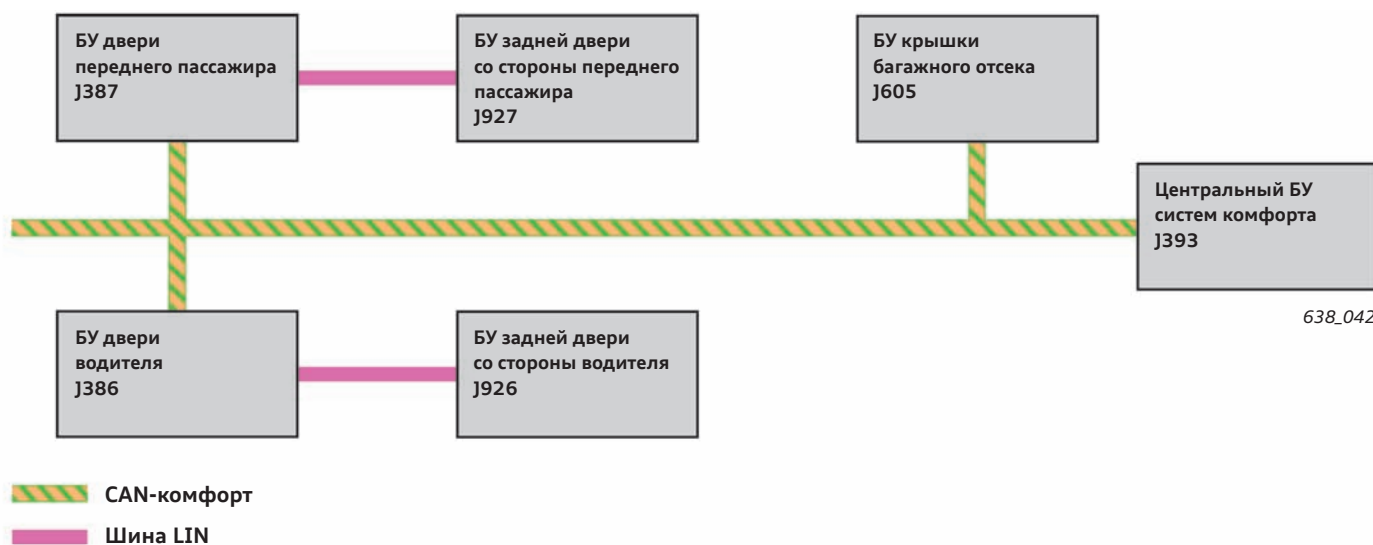 БУ двери
переднего пассажира
J387
БУ задней двери
со стороны переднего
пассажира
J927
БУ крышки
багажного отсека
J605
Центральный БУ
систем комфорта
J393
638_042
БУ двери
водителя
J386
БУ задней двери
со стороны водителя
J926
CAN-комфорт
Шина LIN